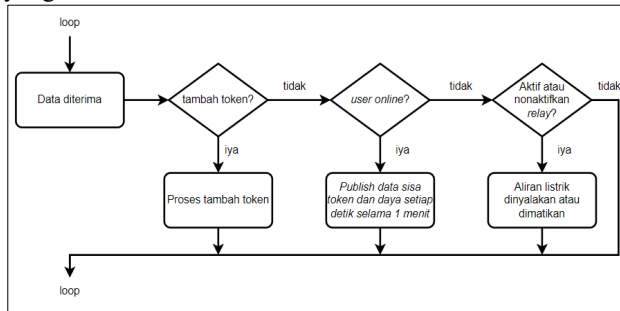 loop
Data diterima
tambah token?
tidak
user online?
tidak
Aktif atau
nonaktifkan
relay?
tidak
iya
iya
iya
Proses tambah token
Publish data sisa
token dan daya setiap
detik selama 1 menit
Aliran listrik
dinyalakan atau
dimatikan
loop